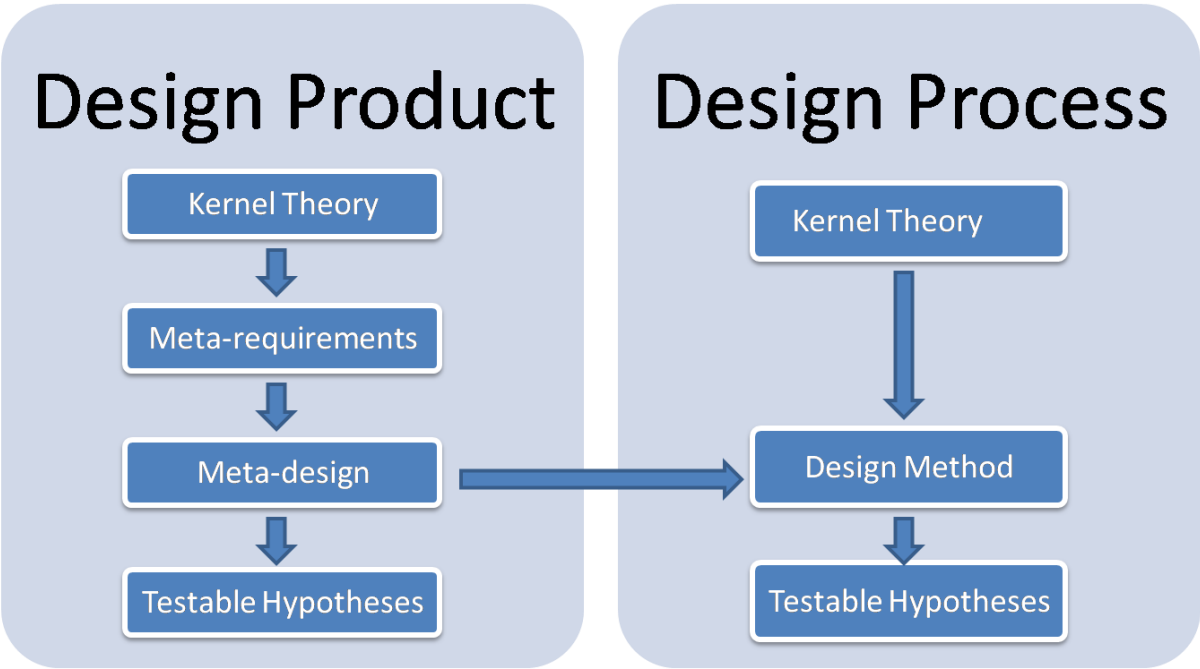 Design Product
Kernel Theory
Meta-requirements
Meta-design
Testable Hypotheses
Design Process
Kernel Theory
Design Method
Testable Hypotheses